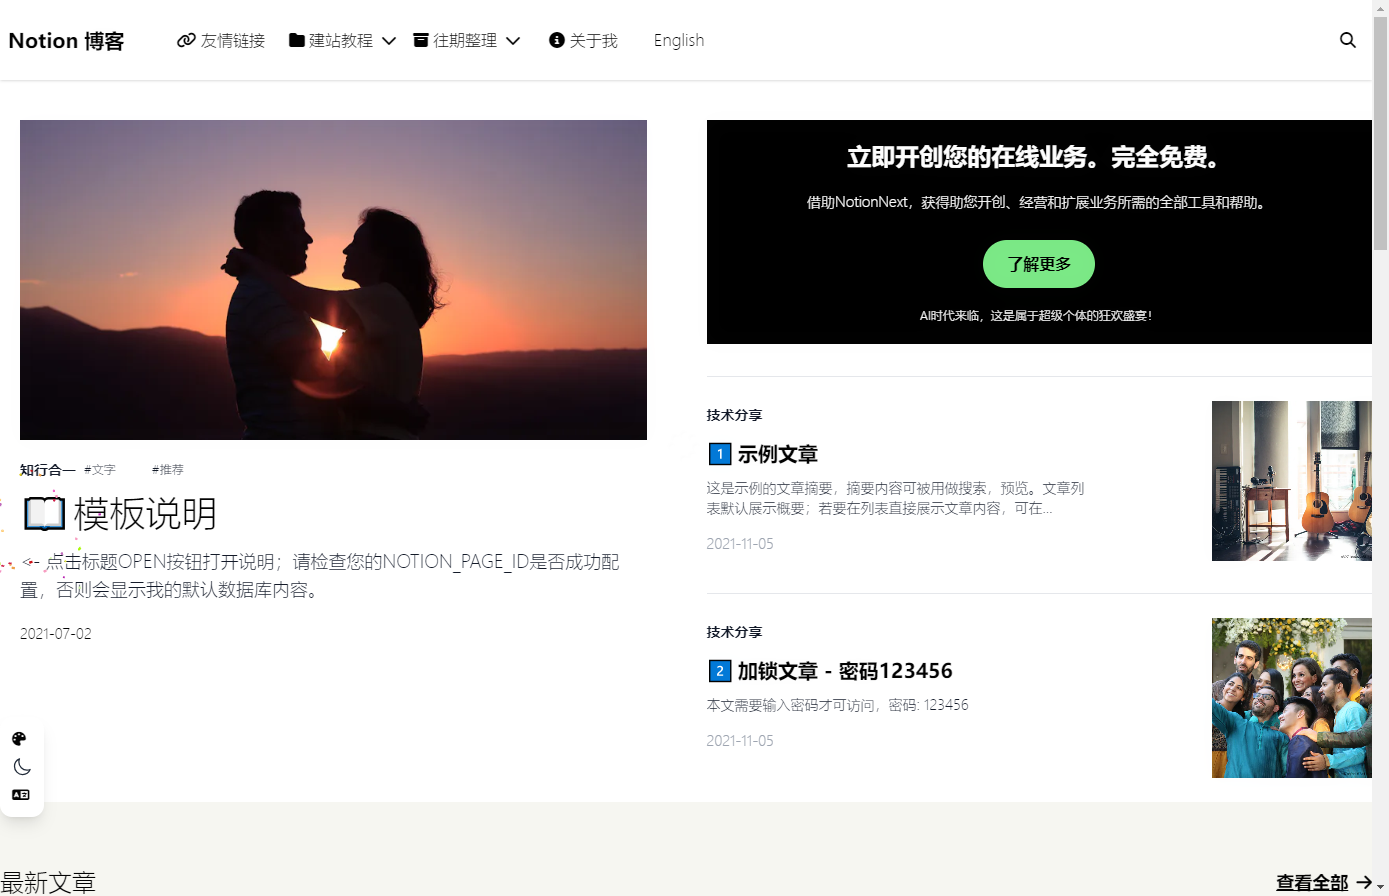 Notion 博客
友情链接
建站教程
往期整理
关于我
English
知行合一 #文字 #推荐
模板说明
<-- 点击标题OPEN按钮打开说明；请检查您的NOTION_PAGE_ID是否成功配
置，否则会显示我的默认数据库内容。
2021-07-02
立即开创您的在线业务。完全免费。
借助NotionNext，获得助您开创、经营和扩展业务所需的全部工具和帮助。
了解更多
AI时代来临，这是属于超级个体的狂欢盛宴！
技术分享
1 示例文章
这是示例的文章摘要，摘要内容可被用做搜索，预览。文章列
表默认展示概要；若要在列表直接展示文章内容，可在...
2021-11-05
技术分享
2 加锁文章 - 密码123456
本文需要输入密码才可访问，密码: 123456
2021-11-05
最新文章
查看全部